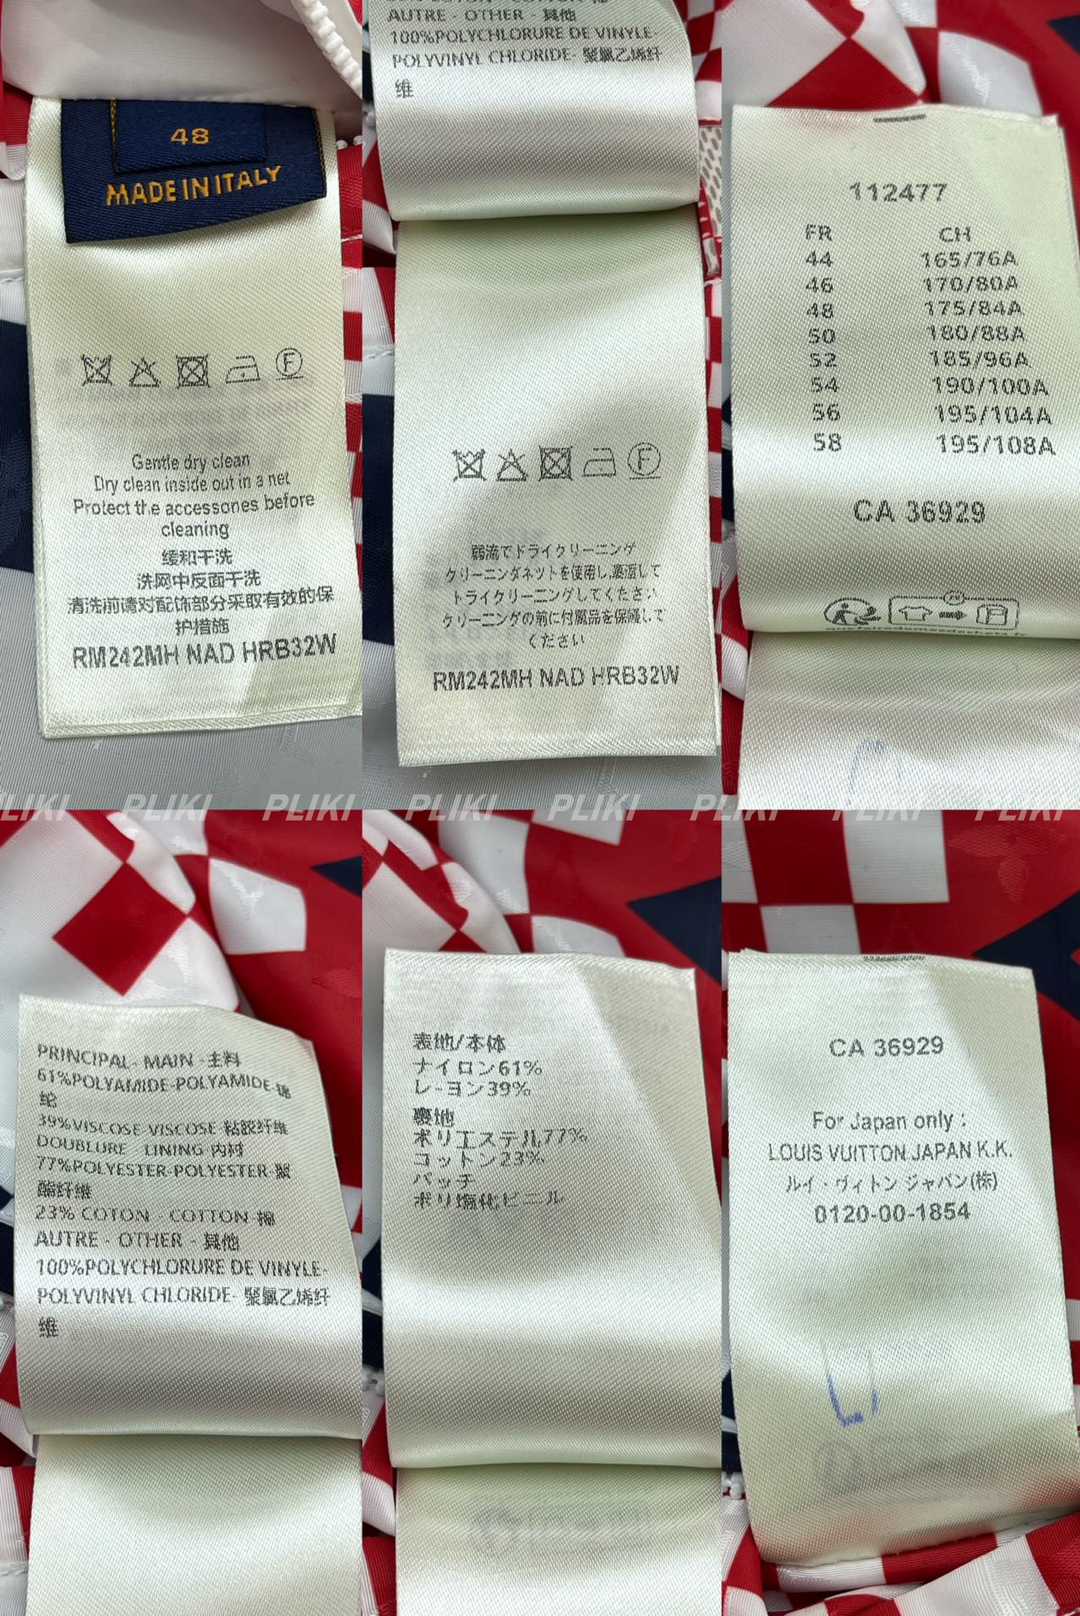 48
MADE IN ITALY
Gentle dry clean
Dry clean inside out in a net
Protect the accessories before
cleaning
缓和干洗
洗网中反面干洗
清洗前请对配饰部分采取有效的保
护措施
RM242MH NAD HRB32W
AUTRE - OTHER - 其他
100%POLYCHLORURE DE VINYLE-
POLYVINYL CHLORIDE- 聚氯乙烯纤
维
F
弱滴でドライクリーニング
クリーニングネットを使用し,裏返して
トライクリーニングしてください
クリーニングの前に付属品を保護して
ください
RM242MH NAD HRB32W
112477
FR CH
44 165/76A
46 170/80A
48 175/84A
50 180/88A
52 185/96A
54 190/100A
56 195/104A
58 195/108A
CA 36929
FR
quefairedemesdechets.fr
PLIKI PLIKI PLIKI PLIKI PLIKI PLIKI PLIKI PLIKI
PRINCIPAL- MAIN -主料
61%POLYAMIDE-POLYAMIDE-锦
纶
39%VISCOSE-VISCOSE-粘胶纤维
DOUBLURE - LINING-内衬
77%POLYESTER-POLYESTER-聚
酯纤维
23% COTON - COTTON-棉
AUTRE - OTHER - 其他
100%POLYCHLORURE DE VINYLE-
POLYVINYL CHLORIDE- 聚氯乙烯纤
维
表地/本体
ナイロン61%
レーヨン39%
裏地
ポリエステル77%
コットン23%
パッチ
ポリ塩化ビニル
CA 36929
For Japan only :
LOUIS VUITTON JAPAN K.K.
ルイ・ヴィトン ジャパン(株)
0120-00-1854